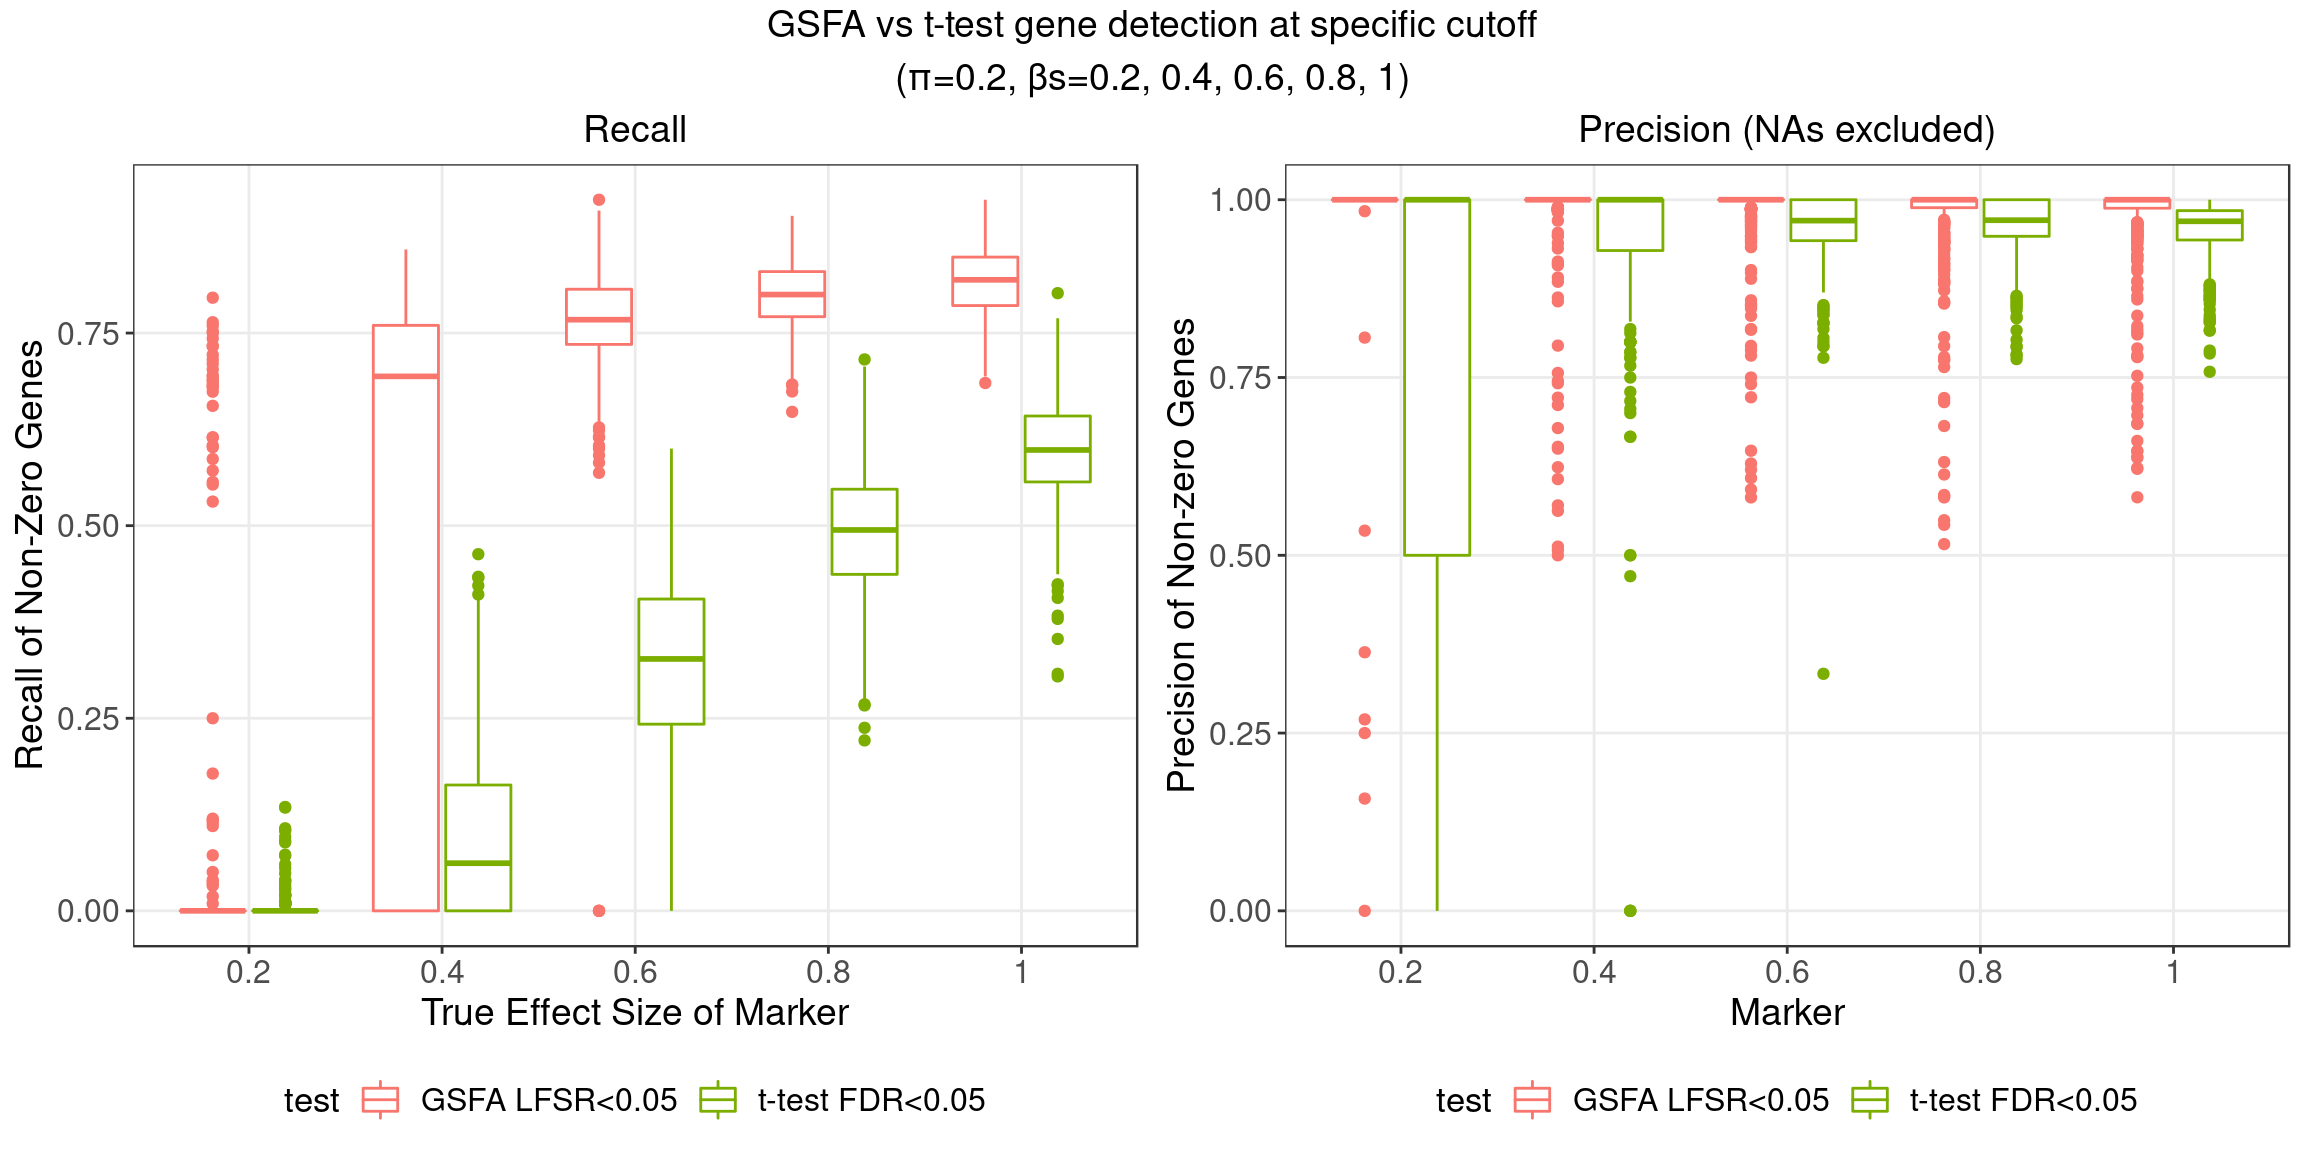 GSFA vs t-test gene detection at specific cutoff
(π=0.2, βs=0.2, 0.4, 0.6, 0.8, 1)
Recall
Recall of Non-Zero Genes
0.75
0.50
0.25
0.00
0.2 0.4 0.6 0.8 1
True Effect Size of Marker
test GSFA LFSR<0.05 t-test FDR<0.05
Precision (NAs excluded)
Precision of Non-zero Genes
1.00
0.75
0.50
0.25
0.00
0.2 0.4 0.6 0.8 1
Marker
test GSFA LFSR<0.05 t-test FDR<0.05